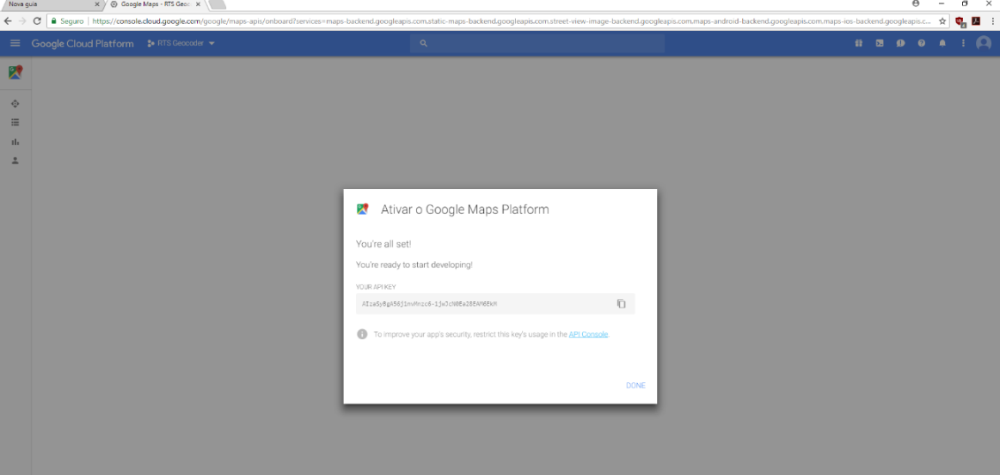 Nova guia
Google Maps - RTS Geoco
Seguro
https://console.cloud.google.com/google/maps-apis/onboard?services=maps-backend.googleapis.com.static-maps-backend.googleapis.com.street-view-image-backend.googleapis.com.maps-android-backend.googleapis.com.maps-ios-backend.googleapis.c...
Google Cloud Platform
RTS Geocoder
Ativar o Google Maps Platform
You're all set!
You're ready to start developing!
YOUR API KEY
To improve your app's security, restrict this key's usage in the API Console.
DONE